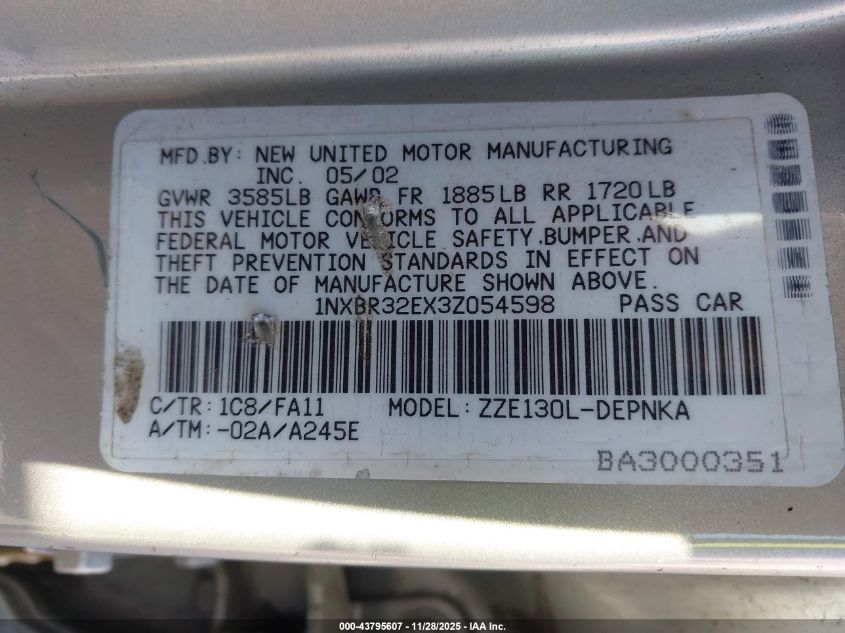 MFD.BY: NEW UNITED MOTOR MANUFACTURING
INC. 05/02
GVWR 3585LB GAWR FR 1885LB RR 1720LB
THIS VEHICLE CONFORMS TO ALL APPLICABLE
FEDERAL MOTOR VEHICLE SAFETY,BUMPER,AND
THEFT PREVENTION STANDARDS IN EFFECT ON
THE DATE OF MANUFACTURE SHOWN ABOVE.
1NXBR32EX3Z054598 PASS CAR
C/TR: 1C8/FA11 MODEL: ZZE130L-DEPNKA
A/TM: -02A/A245E
BA3000351
000-43795607 - 11/28/2025 - IAA Inc.